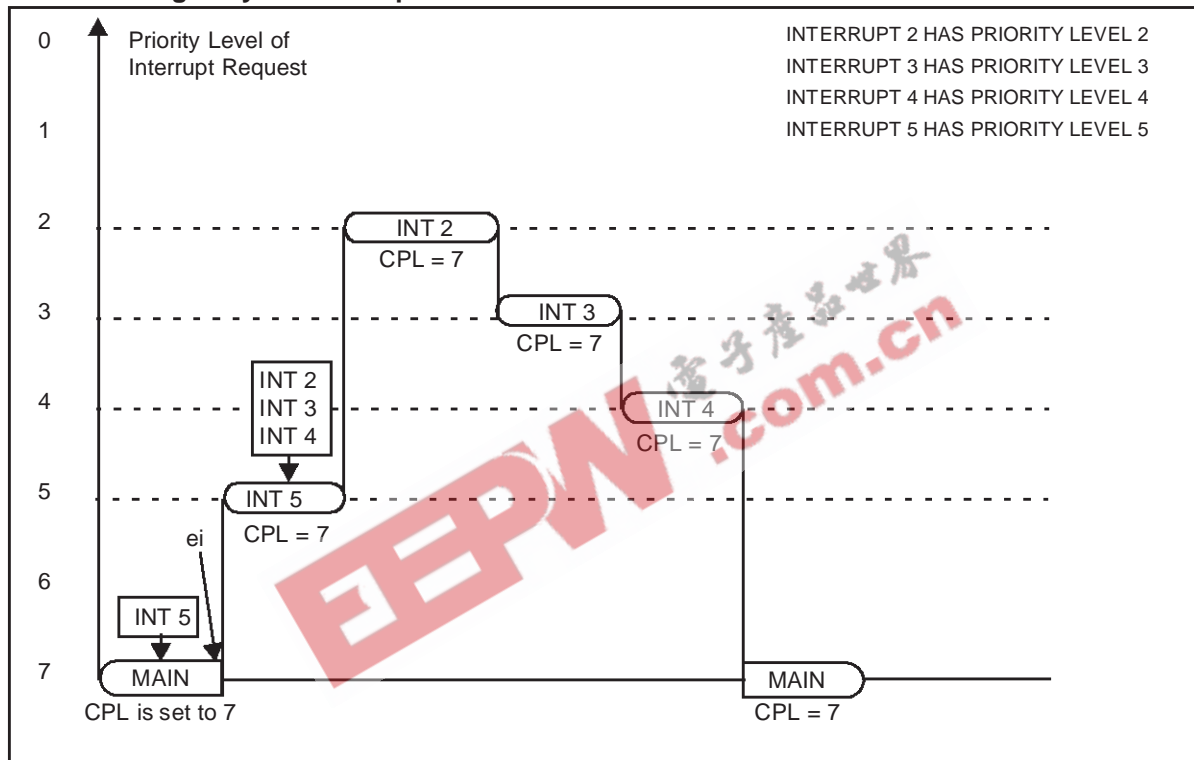 0
Priority Level of
Interrupt Request
INTERRUPT 2 HAS PRIORITY LEVEL 2
INTERRUPT 3 HAS PRIORITY LEVEL 3
INTERRUPT 4 HAS PRIORITY LEVEL 4
INTERRUPT 5 HAS PRIORITY LEVEL 5
1
2
INT 2
CPL = 7
3
INT 3
CPL = 7
INT 2
INT 3
INT 4
4
INT 4
CPL = 7
5
INT 5
CPL = 7
ei
6
INT 5
7
MAIN
CPL is set to 7
MAIN
CPL = 7
電子產品世界
EEPW.com.cn